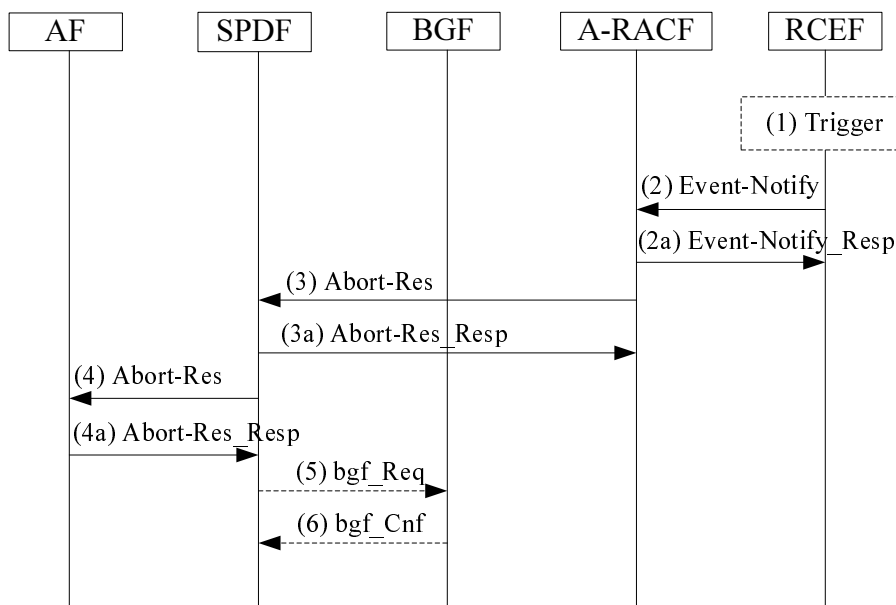 AF SPDF BGF A-RACF RCEF
(1) Trigger
(2) Event-Notify
(2a) Event-Notify_Resp
(3) Abort-Res
(3a) Abort-Res_Resp
(4) Abort-Res
(4a) Abort-Res_Resp
(5) bgf_Req
(6) bgf_Cnf